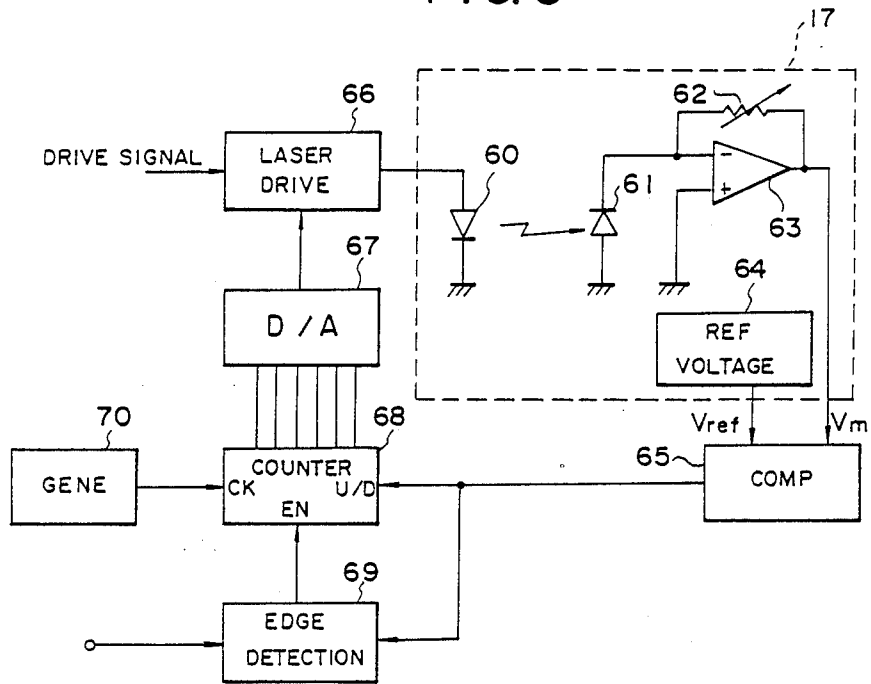 17
66
DRIVE SIGNAL
LASER
DRIVE
60
61
62
−
+
63
67
D/A
64
REF
VOLTAGE
Vref
Vm
70
GENE
68
COUNTER
CK
U/D
EN
65
COMP
69
EDGE
DETECTION